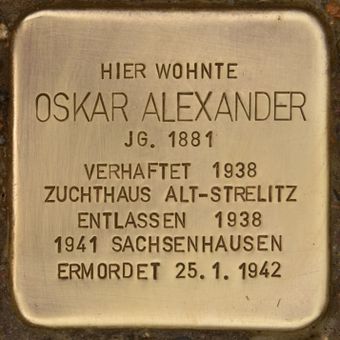 HIER WOHNTE
OSKAR ALEXANDER
JG. 1881
VERHAFTET 1938
ZUCHTHAUS ALT-STRELITZ
ENTLASSEN 1938
1941 SACHSENHAUSEN
ERMORDET 25.1.1942